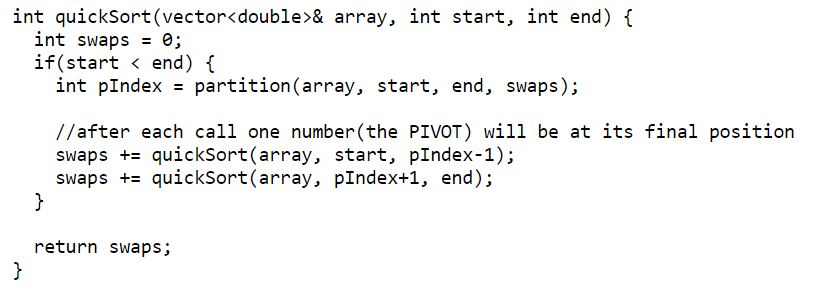 int quickSort(vector<double>& array, int start, int end) {
  int swaps = 0;
  if(start < end) {
    int pIndex = partition(array, start, end, swaps);

    //after each call one number(the PIVOT) will be at its final position
    swaps += quickSort(array, start, pIndex-1);
    swaps += quickSort(array, pIndex+1, end);
  }

  return swaps;
}